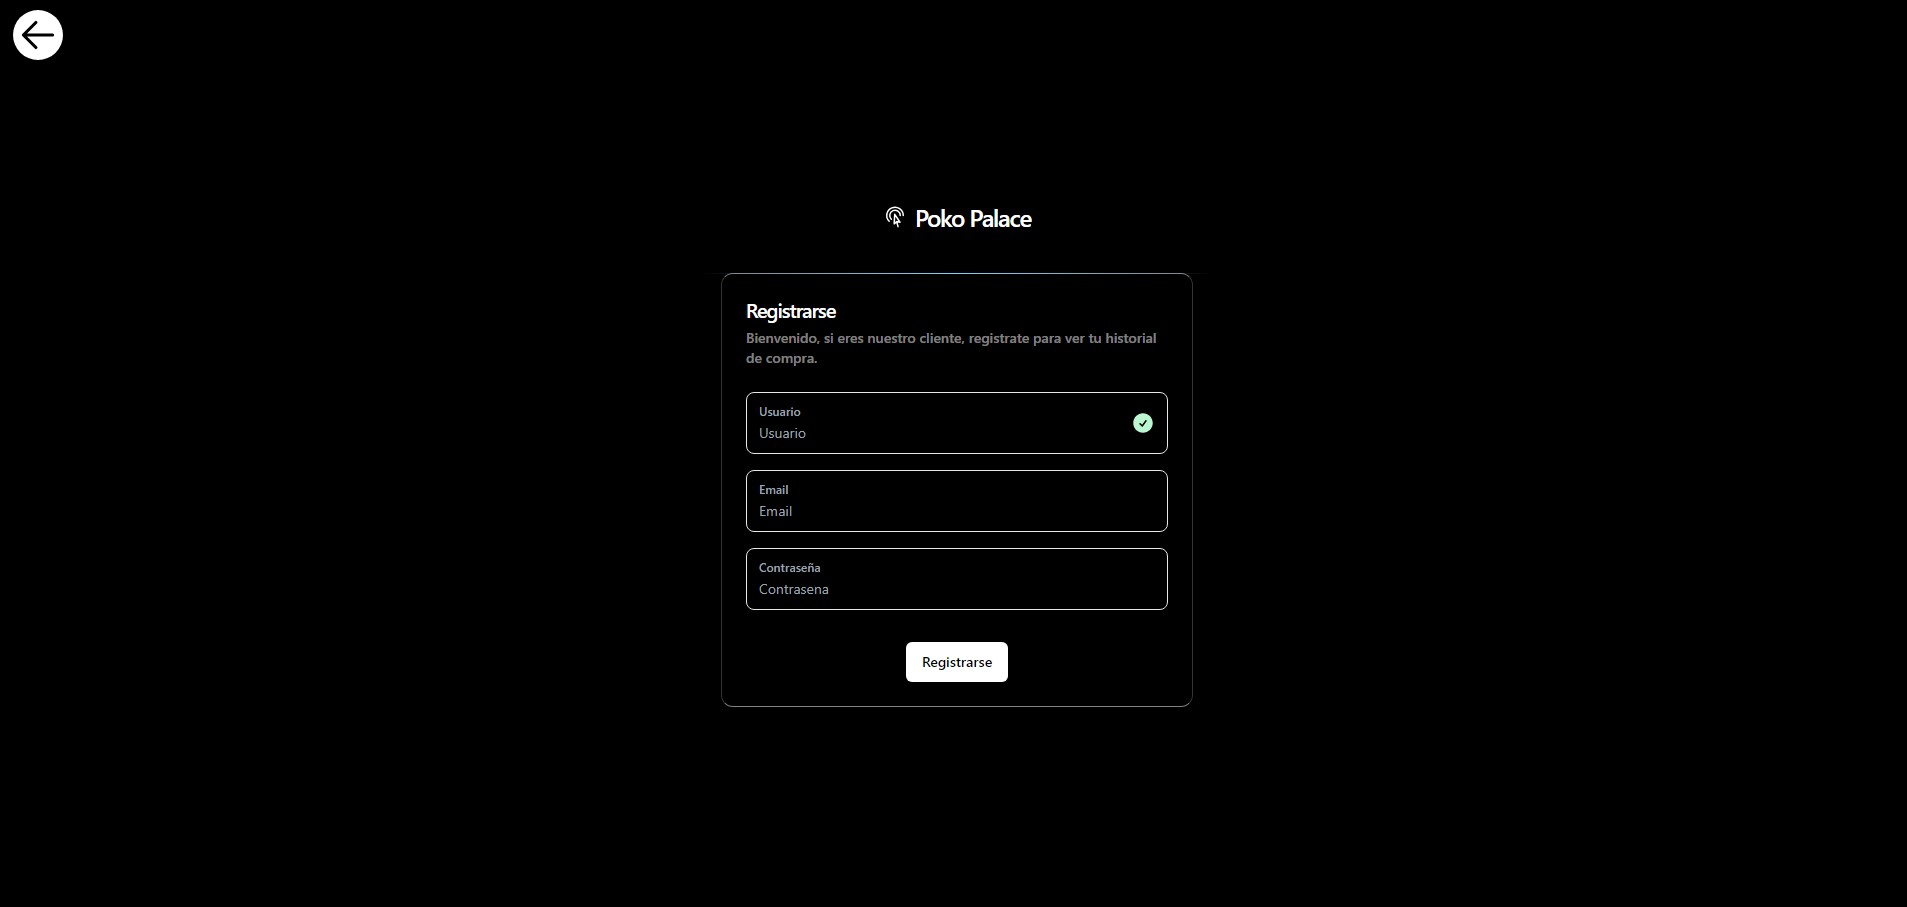 Poko Palace
Registrarse
Bienvenido, si eres nuestro cliente, registrate para ver tu historial
de compra.
Usuario
Usuario
Email
Email
Contraseña
Contrasena
Registrarse